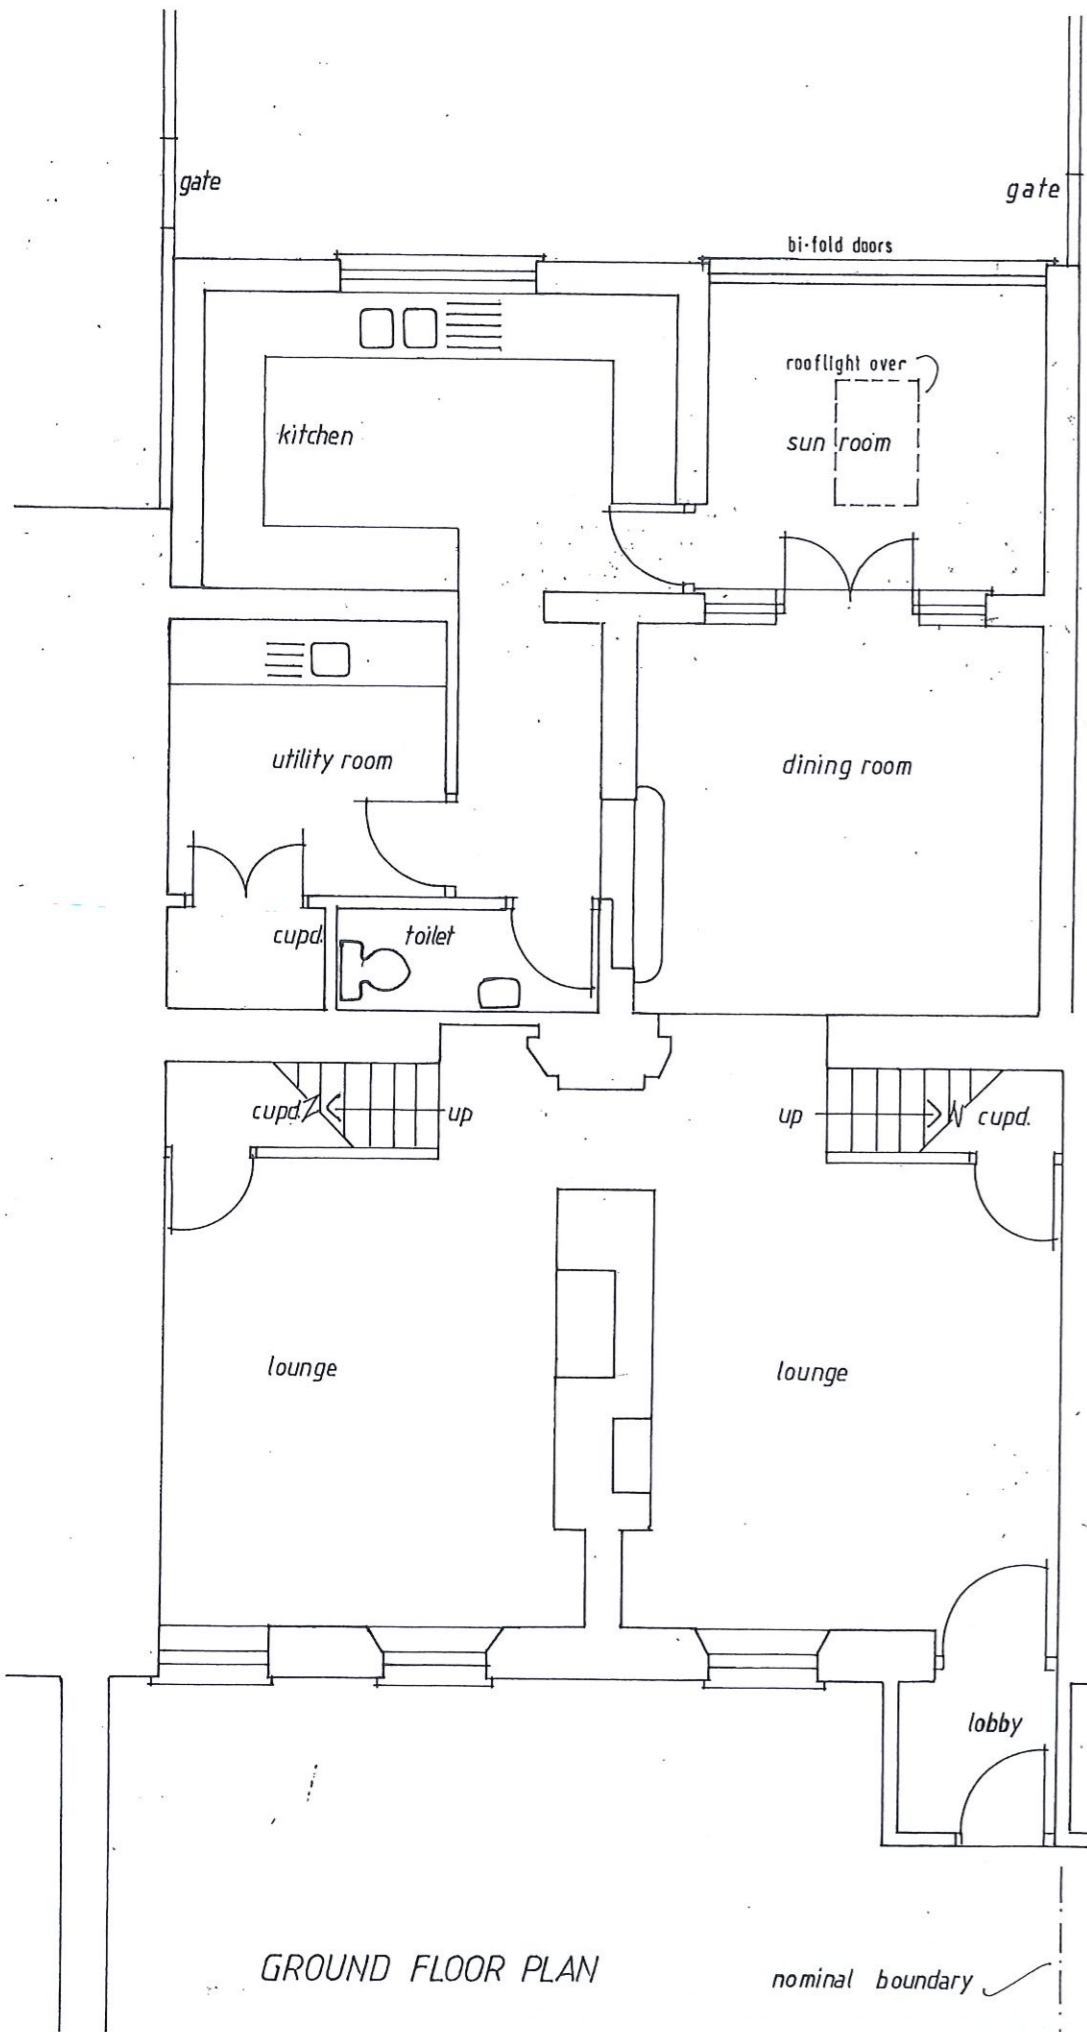 gate
gate
bi-fold doors
rooflight over
kitchen
sun room
utility room
dining room
cupd.
toilet
cupd.
up
up
cupd.
lounge
lounge
lobby
GROUND FLOOR PLAN
nominal boundary